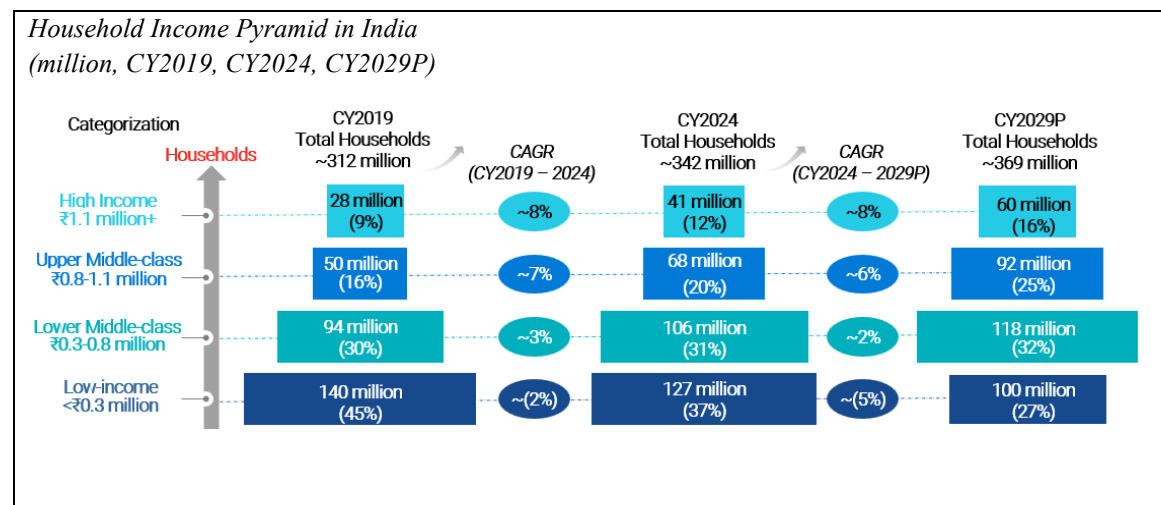 Household Income Pyramid in India
(million, CY2019, CY2024, CY2029P)
Categorization
Households
CY2019
Total Households
~312 million
CAGR
(CY2019 – 2024)
CY2024
Total Households
~342 million
CAGR
(CY2024 – 2029P)
CY2029P
Total Households
~369 million
High Income
₹1.1 million+
28 million
(9%)
~8%
41 million
(12%)
~8%
60 million
(16%)
Upper Middle-class
₹0.8-1.1 million
50 million
(16%)
~7%
68 million
(20%)
~6%
92 million
(25%)
Lower Middle-class
₹0.3-0.8 million
94 million
(30%)
~3%
106 million
(31%)
~2%
118 million
(32%)
Low-income
<₹0.3 million
140 million
(45%)
~(2%)
127 million
(37%)
~(5%)
100 million
(27%)